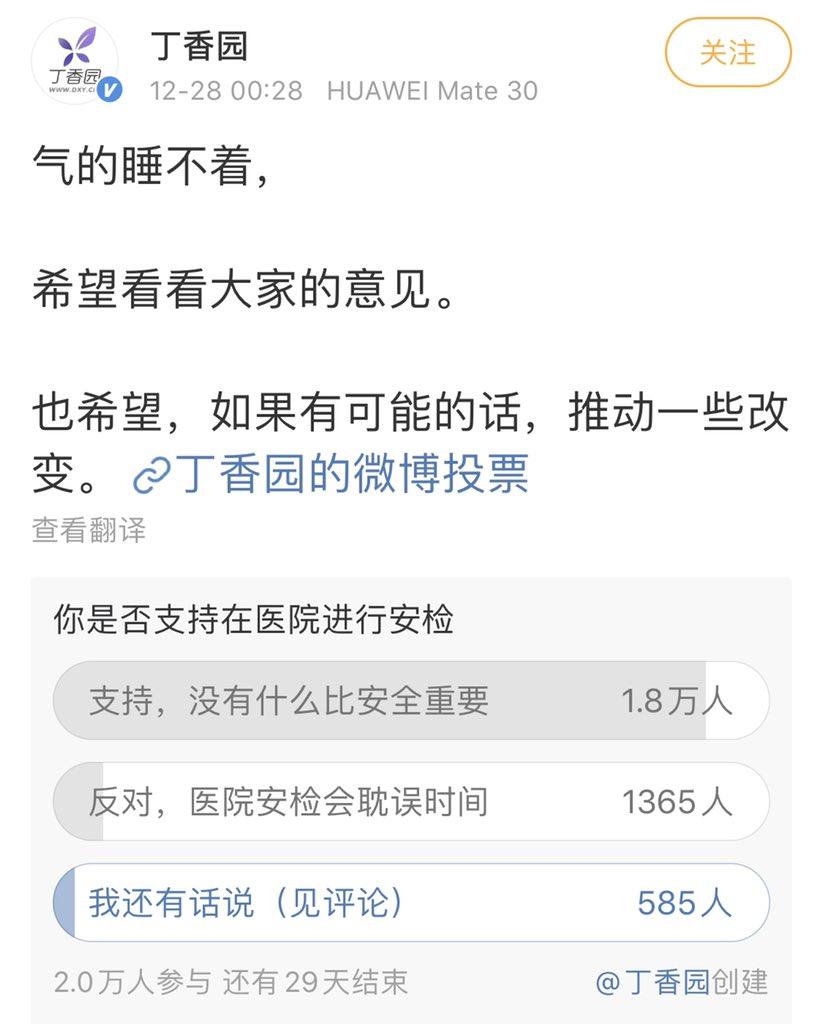 丁香园
丁香园
WWW.DXY.C
12-28 00:28 HUAWEI Mate 30
关注
气的睡不着，
希望看看大家的意见。
也希望，如果有可能的话，推动一些改
变。 丁香园的微博投票
查看翻译
你是否支持在医院进行安检
支持，没有什么比安全重要 1.8万人
反对，医院安检会耽误时间 1365人
我还有话说（见评论） 585人
2.0万人参与 还有29天结束 @丁香园创建